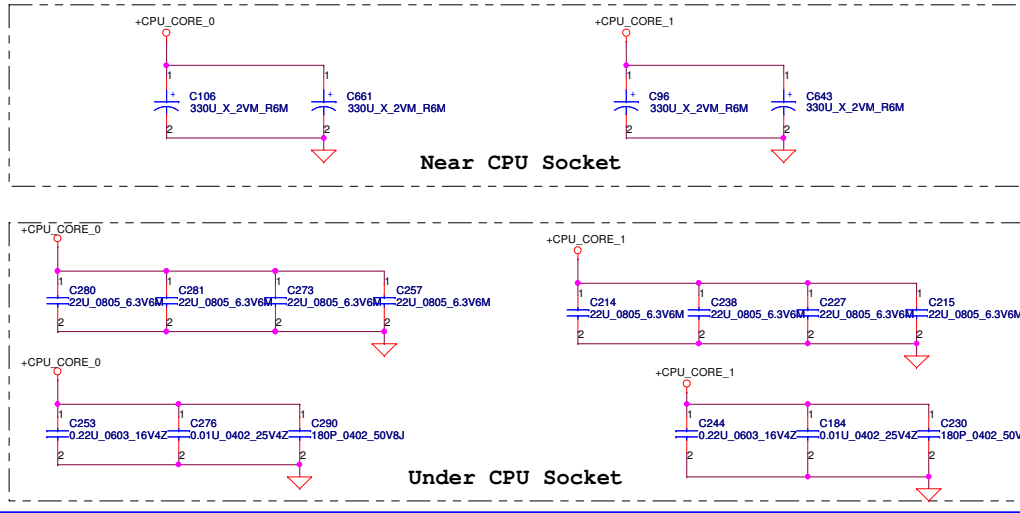 +CPU_CORE_0
+CPU_CORE_1
1 1 1 1
+ C106 + C661 + C96 + C643
330U_X_2VM_R6M 330U_X_2VM_R6M 330U_X_2VM_R6M 330U_X_2VM_R6M
2 2 2 2
Near CPU Socket
+CPU_CORE_0
+CPU_CORE_1
1 1 1 1
C280 C281 C273 C257
22U_0805_6.3V6M 22U_0805_6.3V6M 22U_0805_6.3V6M 22U_0805_6.3V6M
2 2 2 2
1 1 1 1
C214 C238 C227 C215
22U_0805_6.3V6M 22U_0805_6.3V6M 22U_0805_6.3V6M 22U_0805_6.3V6M
2 2 2 2
+CPU_CORE_0
+CPU_CORE_1
1 1 1
C253 C276 C290
0.22U_0603_16V4Z 0.01U_0402_25V4Z 180P_0402_50V8J
2 2 2
1 1 1
C244 C184 C230
0.22U_0603_16V4Z 0.01U_0402_25V4Z 180P_0402_50V
2 2 2
Under CPU Socket